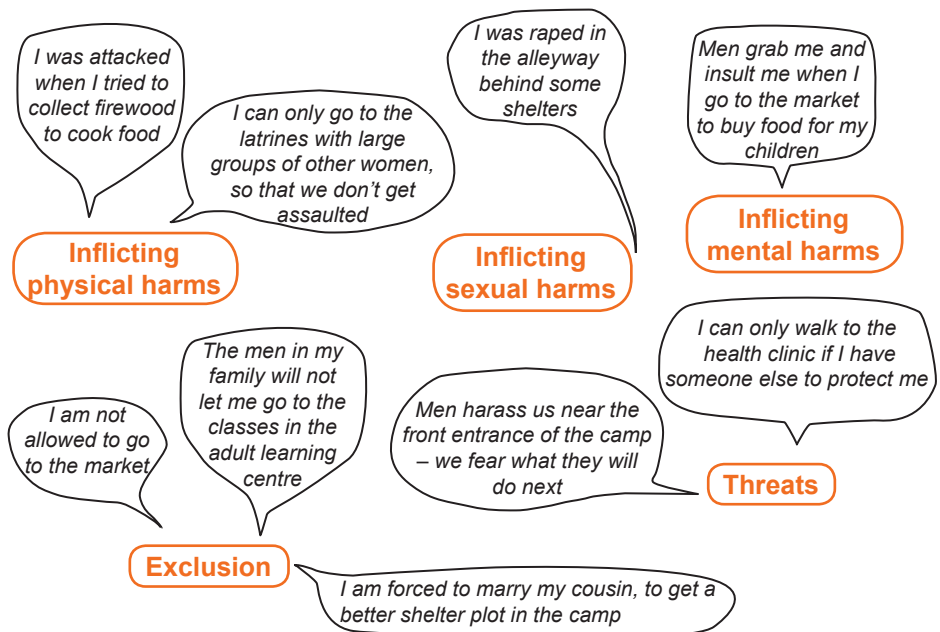 I was attacked
when I tried to
collect firewood
to cook food
I can only go to the
latrines with large
groups of other women,
so that we don’t get
assaulted
Inflicting
physical harms
I was raped in
the alleyway
behind some
shelters
Inflicting
sexual harms
Men grab me and
insult me when I
go to the market
to buy food for my
children
Inflicting
mental harms
I can only walk to the
health clinic if I have
someone else to protect me
Men harass us near the
front entrance of the camp
– we fear what they will
do next
Threats
I am not
allowed to go
to the market
The men in my
family will not
let me go to the
classes in the
adult learning
centre
Exclusion
I am forced to marry my cousin, to get a
better shelter plot in the camp